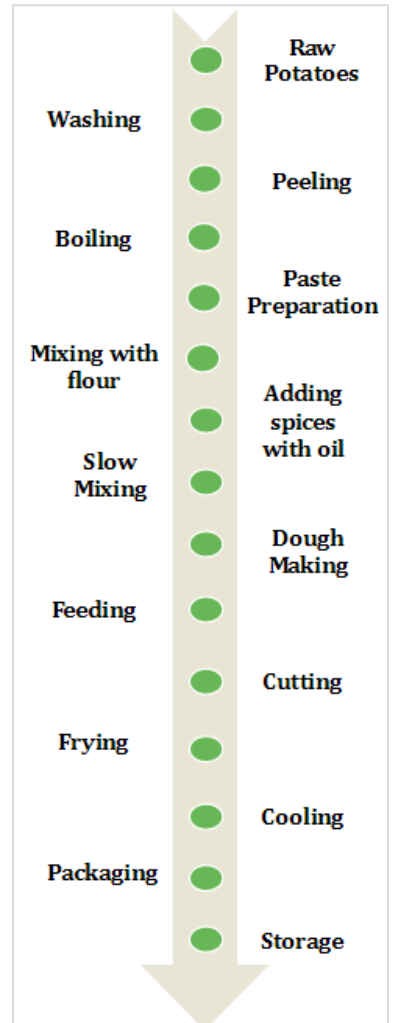 Raw
Potatoes
Washing
Peeling
Boiling
Paste
Preparation
Mixing with
flour
Adding
spices
with oil
Slow
Mixing
Dough
Making
Feeding
Cutting
Frying
Cooling
Packaging
Storage